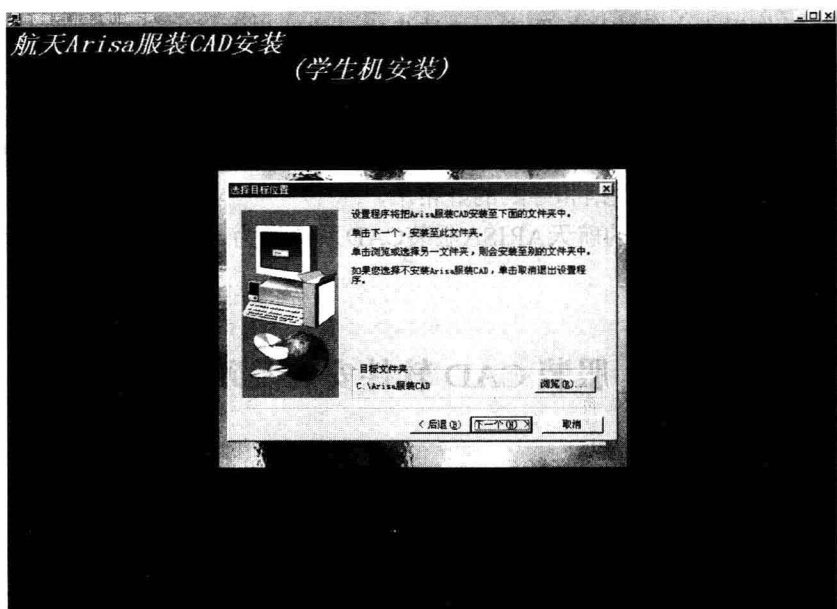 航天Arisa服装CAD安装
(学生机安装)
选择目标位置
设置程序将把Arisa服装CAD安装至下面的文件夹中。
单击下一个，安装至此文件夹。
单击浏览或选择另一文件夹，则会安装至别的文件夹中。
如果您选择不安装Arisa服装CAD，单击取消退出设置程
序。
目标文件夹
C:\Arisa服装CAD
浏览(R)...
< 后退(B)
下一个(N) >
取消